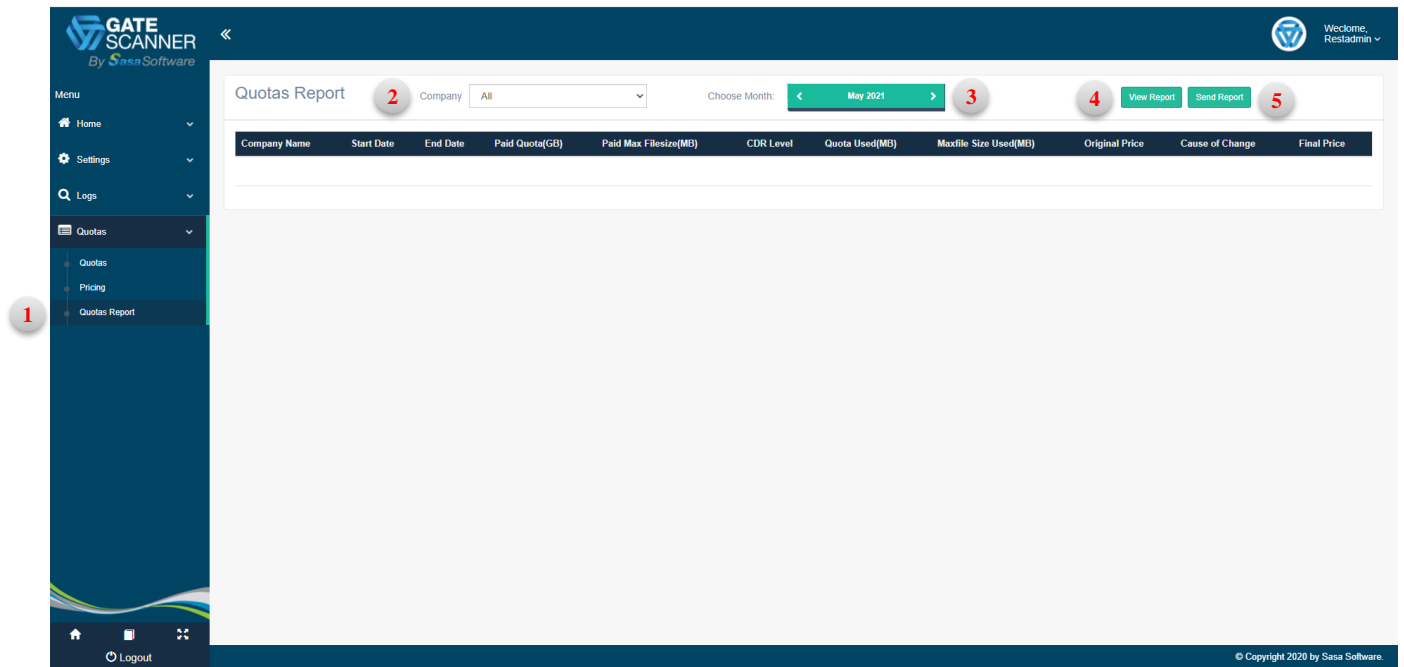 GATE
SCANNER
By Sasa Software
Weclome,
Restadmin
Menu
Home
Settings
Logs
Quotas
Quotas
Pricing
1 Quotas Report
Quotas Report 2 Company All Choose Month: May 2021 3 4 View Report Send Report 5
Company Name Start Date End Date Paid Quota(GB) Paid Max Filesize(MB) CDR Level Quota Used(MB) Maxfile Size Used(MB) Original Price Cause of Change Final Price
Logout
© Copyright 2020 by Sasa Software.